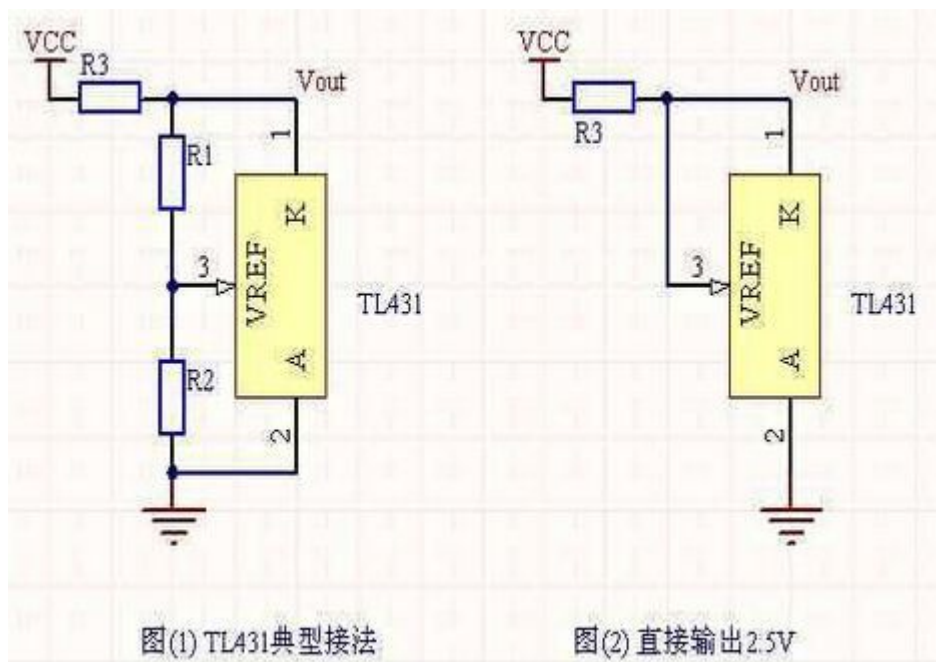 VCC
R3
Vout
1
R1
K
3
VREF
TL431
A
R2
2
图(1) TL431典型接法
VCC
R3
Vout
1
K
3
VREF
TL431
A
2
图(2) 直接输出2.5V